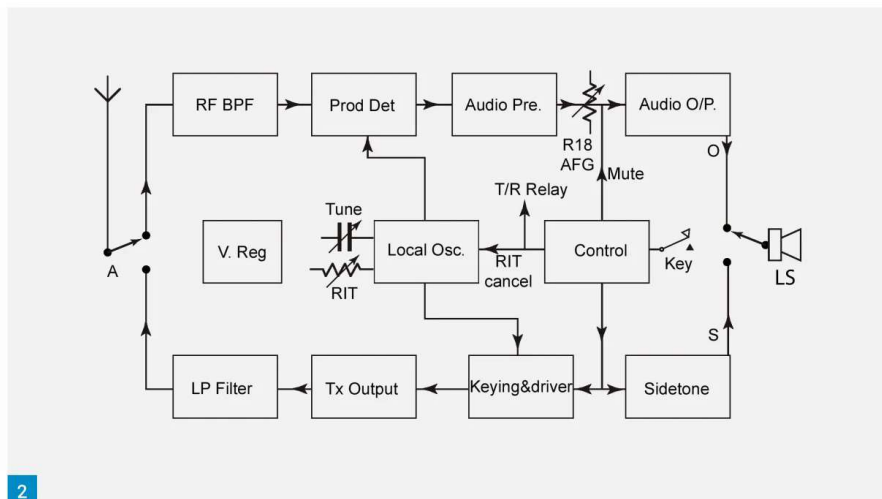 RF BPF
Prod Det
Audio Pre.
Audio O/P.
R18
AFG
O
Mute
T/R Relay
Tune
A
V. Reg
Local Osc.
RIT
cancel
Control
Key
LS
RIT
S
LP Filter
Tx Output
Keying&driver
Sidetone
2